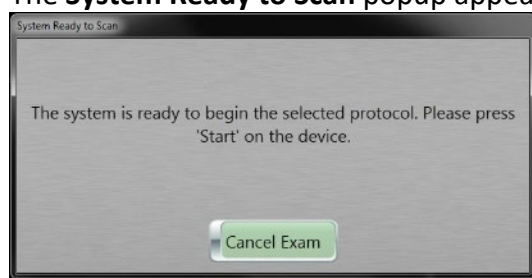 The System Ready to Scan popup appea
System Ready to Scan
The system is ready to begin the selected protocol. Please press
'Start' on the device.
Cancel Exam